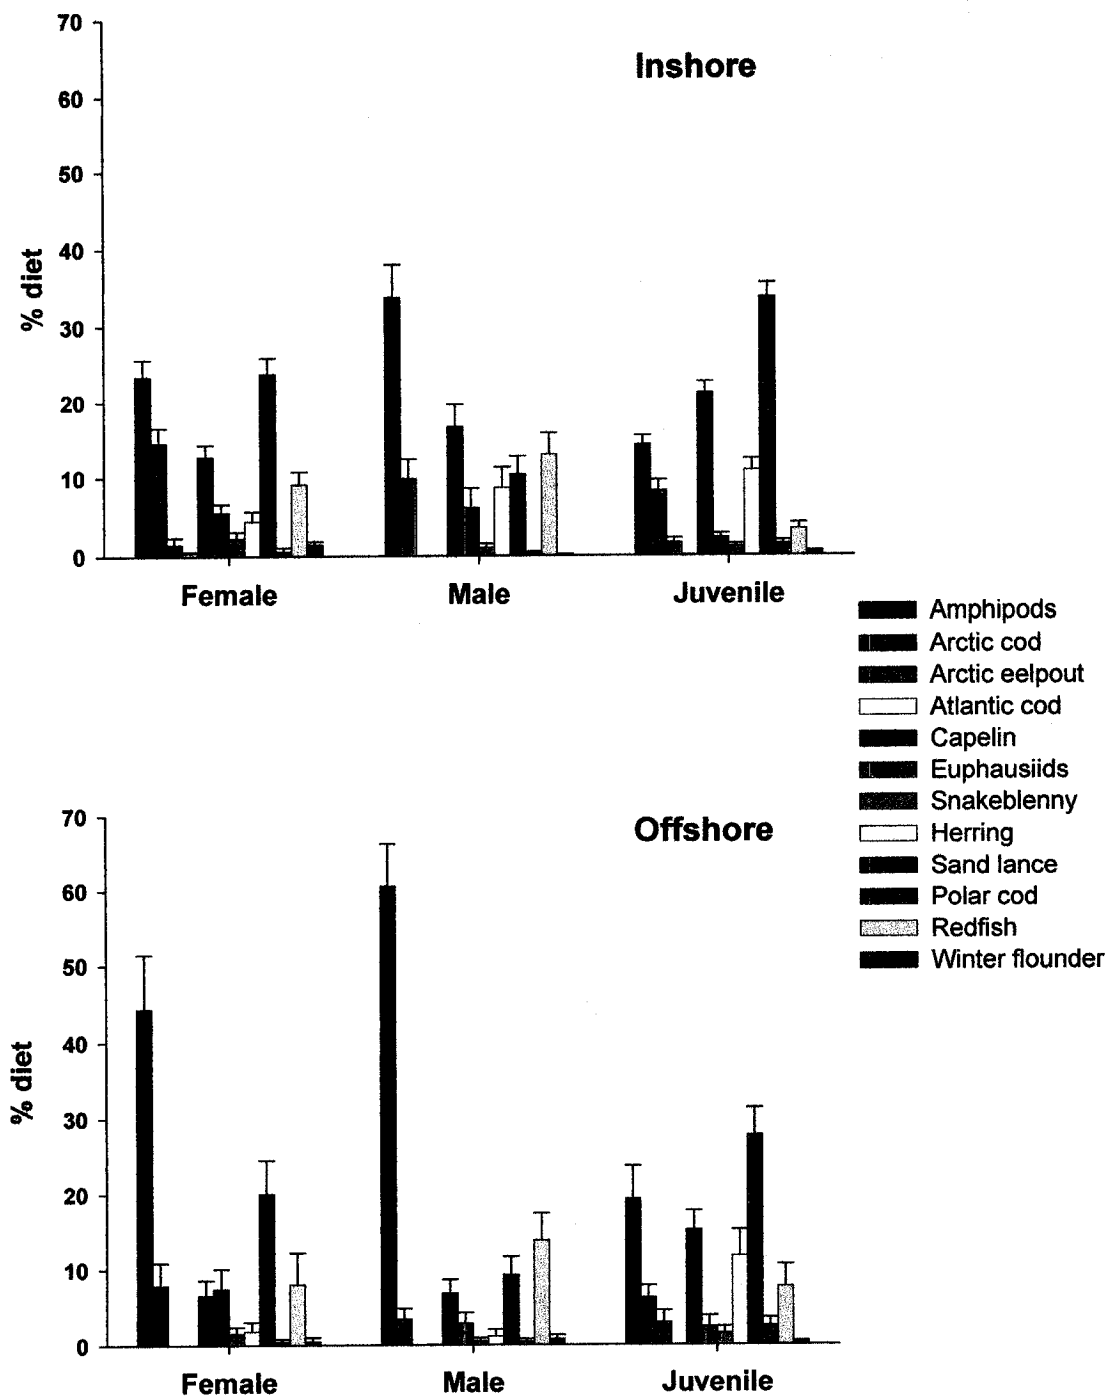 70
Inshore
60
50
40
% diet
30
20
10
0
Female
Male
Juvenile
Amphipods
Arctic cod
Arctic eelpout
Atlantic cod
Capelin
Euphausiids
Snakeblenny
Herring
Sand lance
Polar cod
Redfish
Winter flounder
70
Offshore
60
50
40
% diet
30
20
10
0
Female
Male
Juvenile